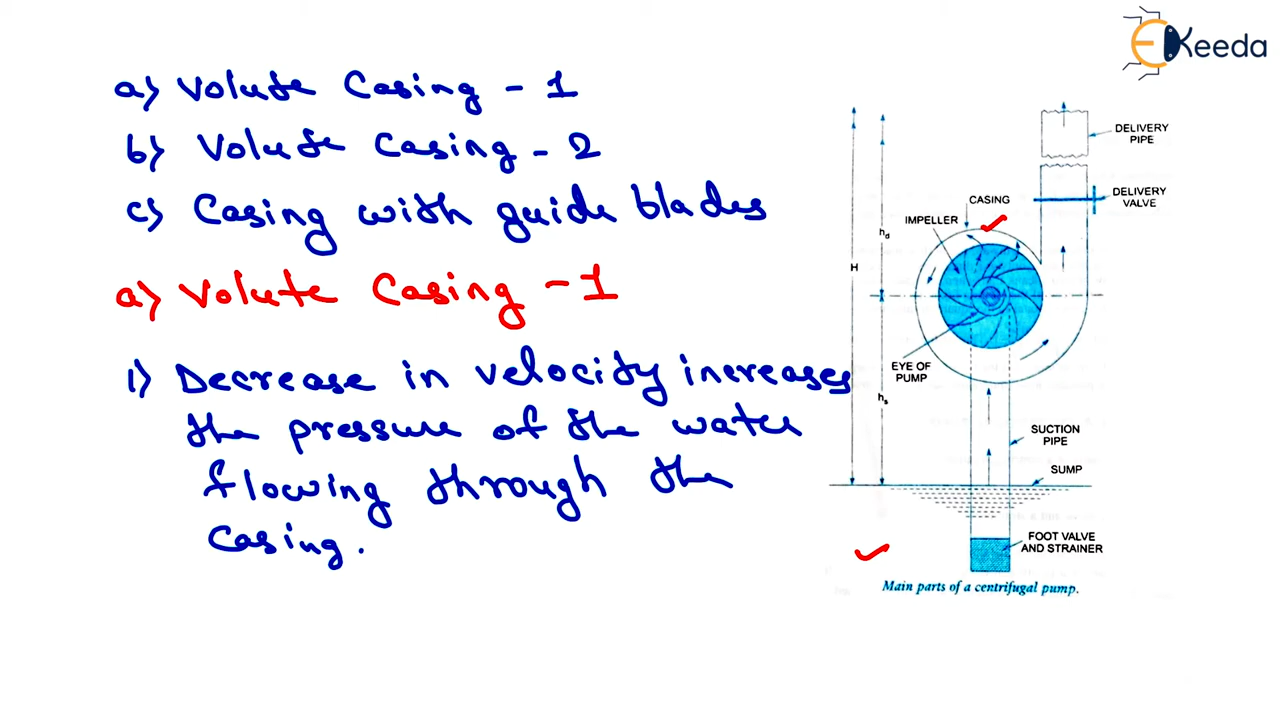 a) Volute Casing - 1
b) Volute Casing - 2
c) Casing with guide blades
a) Volute Casing - 1
1) Decrease in velocity increases
the pressure of the water
flowing through the
casing.
EKeeda
DELIVERY
PIPE
DELIVERY
VALVE
CASING
IMPELLER
hd
H
EYE OF
PUMP
hs
SUCTION
PIPE
SUMP
FOOT VALVE
AND STRAINER
Main parts of a centrifugal pump.